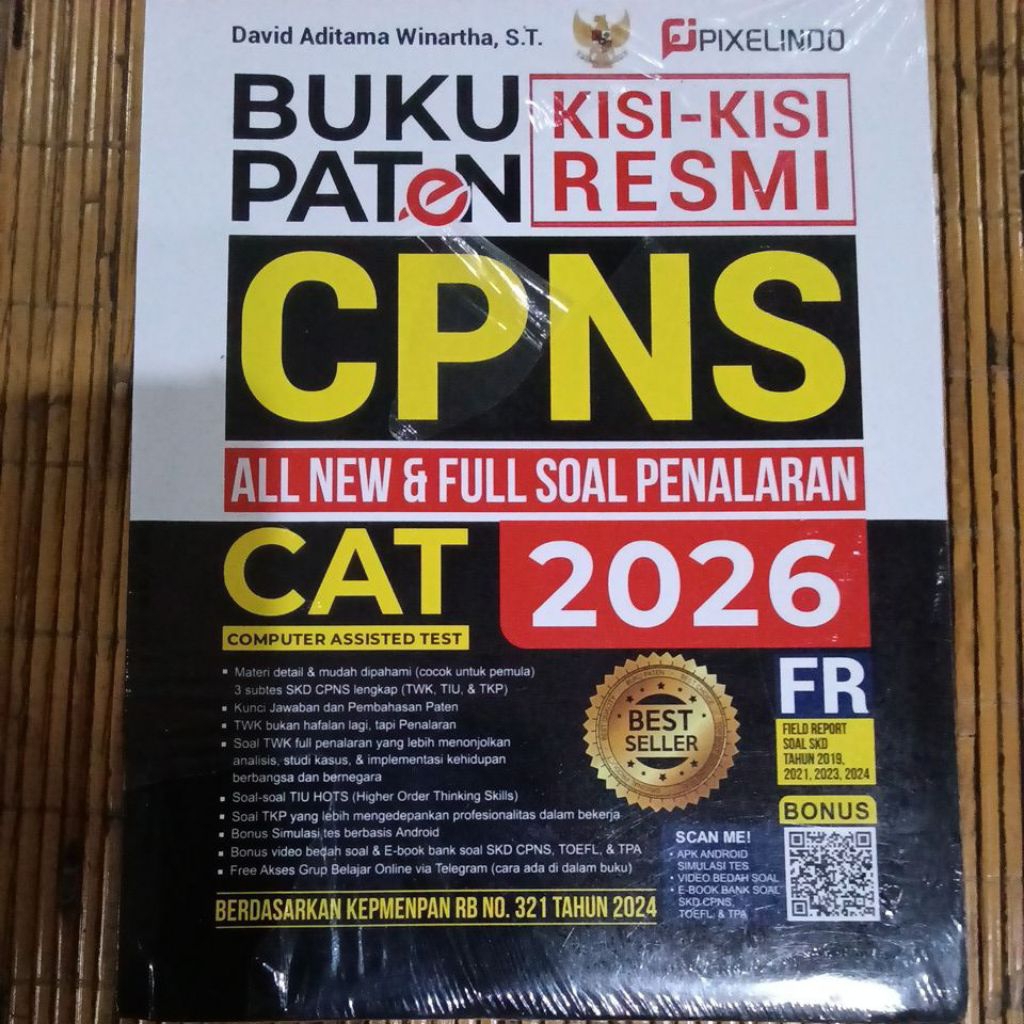 David Aditama Winartha, S.T.
PIXELINDO
BUKU
PATeN
KISI-KISI
RESMI
CPNS
ALL NEW & FULL SOAL PENALARAN
CAT
COMPUTER ASSISTED TEST
2026
Materi detail & mudah dipahami (cocok untuk pemula)
3 subtes SKD CPNS lengkap (TWK, TIU, & TKP)
Kunci Jawaban dan Pembahasan Paten
TWK bukan hafalan lagi, tapi Penalaran
Soal TWK full penalaran yang lebih menonjolkan
analisis, studi kasus, & implementasi kehidupan
berbangsa dan bernegara
Soal-soal TIU HOTS (Higher Order Thinking Skills)
Soal TKP yang lebih mengedepankan profesionalitas dalam bekerja
Bonus Simulasi tes berbasis Android
Bonus video bedah soal & E-book bank soal SKD CPNS, TOEFL, & TPA
Free Akses Grup Belajar Online via Telegram (cara ada di dalam buku)
BERDASARKAN KEPMENPAN RB NO. 321 TAHUN 2024
BEST
SELLER
FR
FIELD REPORT
SOAL SKD
TAHUN 2019,
2021, 2023, 2024
BONUS
SCAN ME!
APK ANDROID
SIMULASI TES
VIDEO BEDAH SOAL
E-BOOK BANK SOAL
SKD CPNS,
TOEFL, & TPA